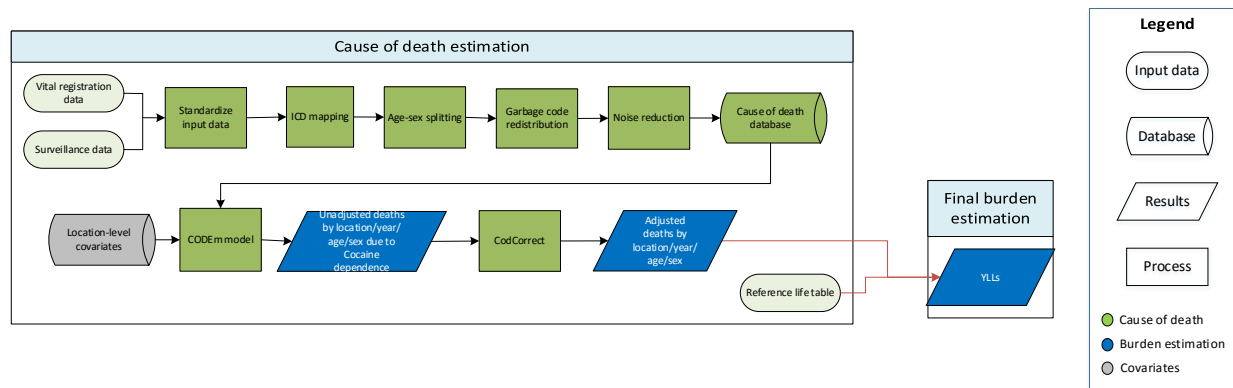 Cause of death estimation
Vital registration
data
Surveillance data
Standardize
input data
ICD mapping
Age-sex splitting
Garbage code
redistribution
Noise reduction
Cause of death
database
Location-level
covariates
CODEm model
Unadjusted deaths
by location/year/
age/sex due to
Cocaine
dependence
CodCorrect
Adjusted
deaths by
location/year/
age/sex
Reference life table
Final burden
estimation
YLLs
Legend
Input data
Database
Results
Process
Cause of death
Burden estimation
Covariates